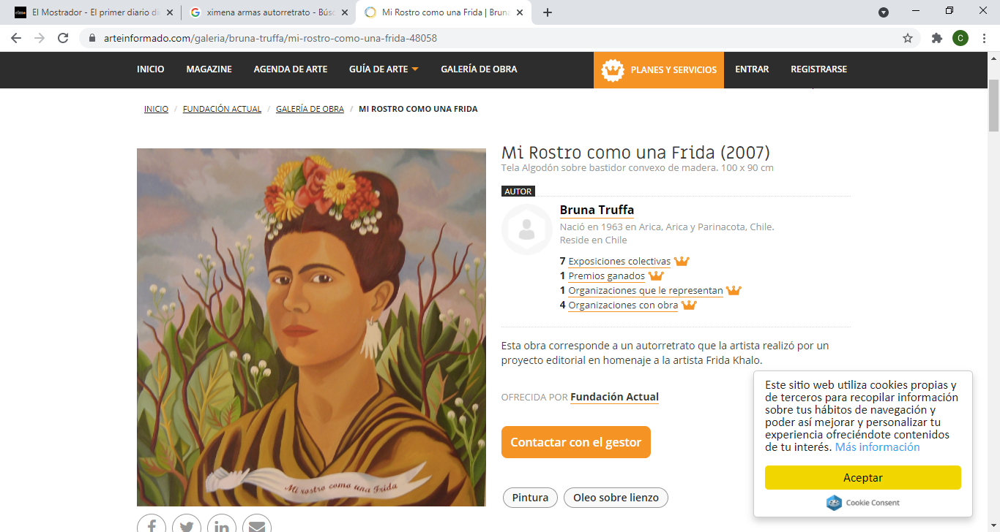 El Mostrador - El primer diario di
ximena armas autorretrato - Búsc
Mi Rostro como una Frida | Bruna
arteinformado.com/galeria/bruna-truffa/mi-rostro-como-una-frida-48058
C
INICIO MAGAZINE AGENDA DE ARTE GUÍA DE ARTE GALERÍA DE OBRA PLANES Y SERVICIOS ENTRAR REGISTRARSE
INICIO / FUNDACIÓN ACTUAL / GALERÍA DE OBRA / MI ROSTRO COMO UNA FRIDA
Mi rostro como una Frida
Mi Rostro como una Frida (2007)
Tela Algodón sobre bastidor convexo de madera. 100 x 90 cm
AUTOR
Bruna Truffa
Nació en 1963 en Arica, Arica y Parinacota, Chile.
Reside en Chile
7 Exposiciones colectivas
1 Premios ganados
1 Organizaciones que le representan
4 Organizaciones con obra
Esta obra corresponde a un autorretrato que la artista realizó por un
proyecto editorial en homenaje a la artista Frida Khalo.
OFRECIDA POR Fundación Actual
Contactar con el gestor
Pintura Oleo sobre lienzo
Este sitio web utiliza cookies propias y
de terceros para recopilar información
sobre tus hábitos de navegación y
poder así mejorar y personalizar tu
experiencia ofreciéndote contenidos
de tu interés. Más información
Aceptar
Cookie Consent